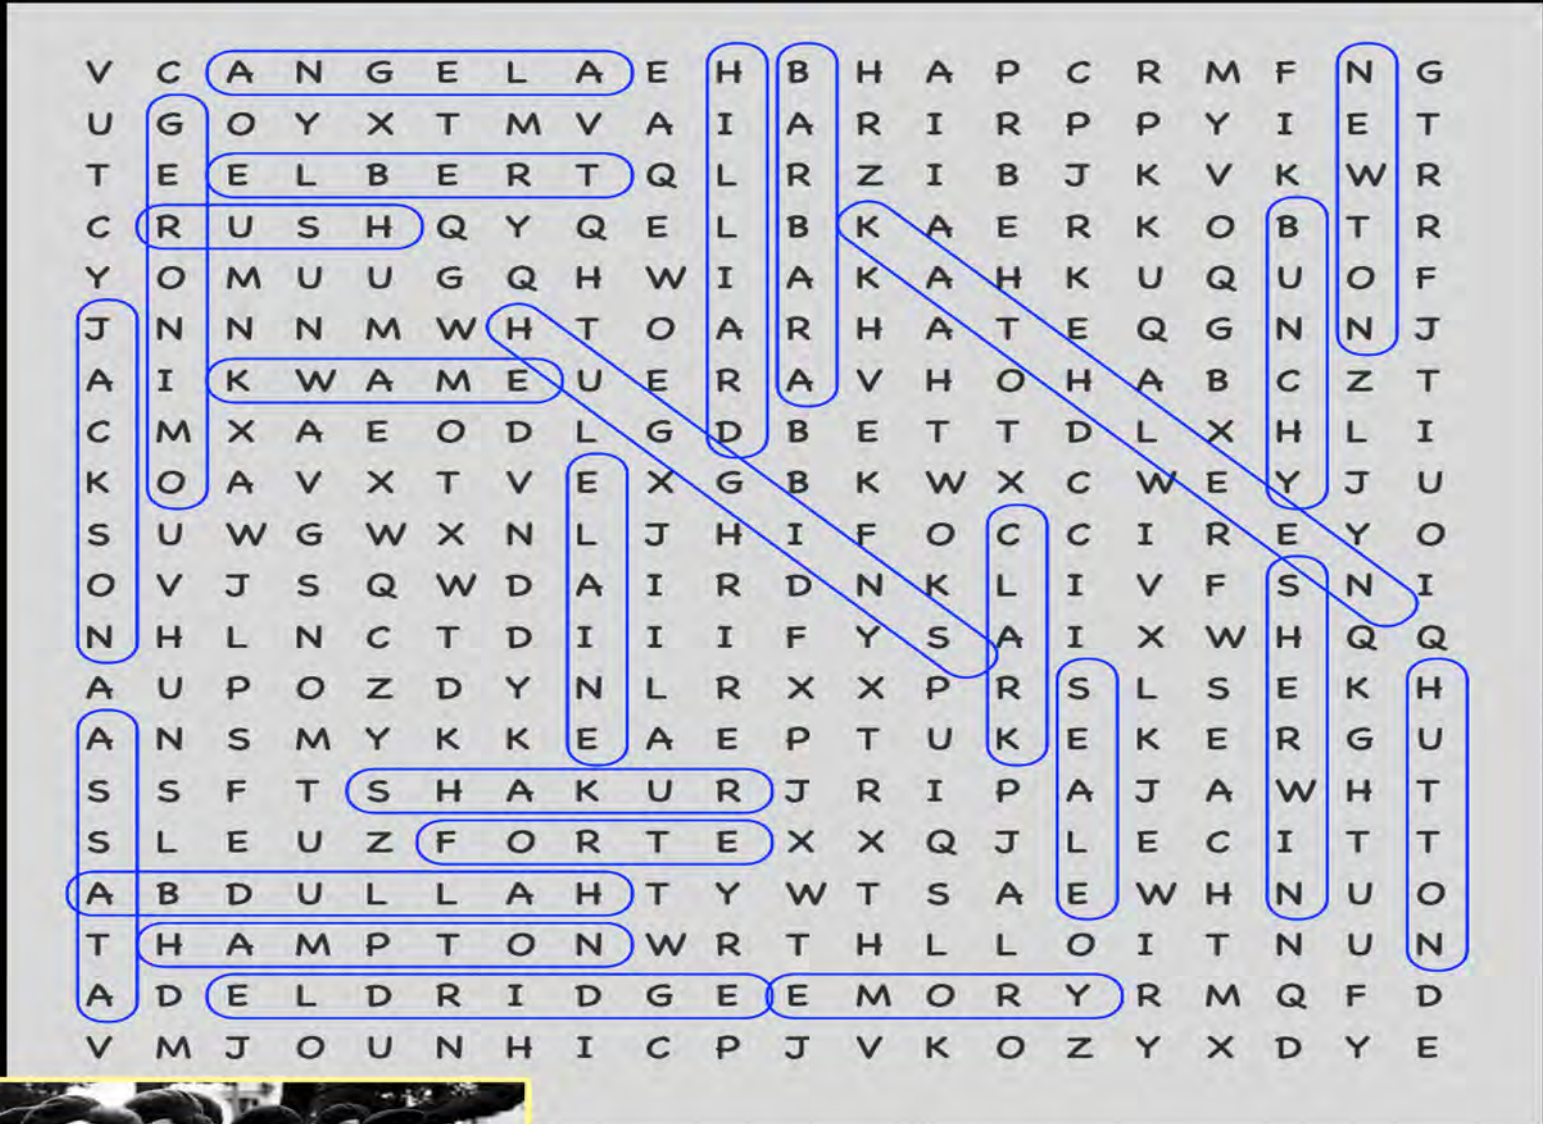 V C A N G E L A E H B H A P C R M F N G
U G O Y X T M V A I A R I R P P Y I E T
T E E L B E R T Q L R Z I B J K V K W R
C R U S H Q Y Q E L B K A E R K O B T R
Y O M U U G Q H W I A K A H K U Q U O F
J N N N M W H T O A R H A T E Q G N N J
A I K W A M E U E R A V H O H A B C Z T
C M X A E O D L G D B E T T D L X H L I
K O A V X T V E X G B K W X C W E Y J U
S U W G W X N L J H I F O C C I R E Y O
O V J S Q W D A I R D N K L I V F S N I
N H L N C T D I I I F Y S A I X W H Q Q
A U P O Z D Y N L R X X P R S L S E K H
A N S M Y K K E A E P T U K E K E R G U
S S F T S H A K U R J R I P A J A W H T
S L E U Z F O R T E X X Q J L E C I T T
A B D U L L A H T Y W T S A E W H N U O
T H A M P T O N W R T H L L O I T N U N
A D E L D R I D G E E M O R Y R M Q F D
V M J O U N H I C P J V K O Z Y X D Y E